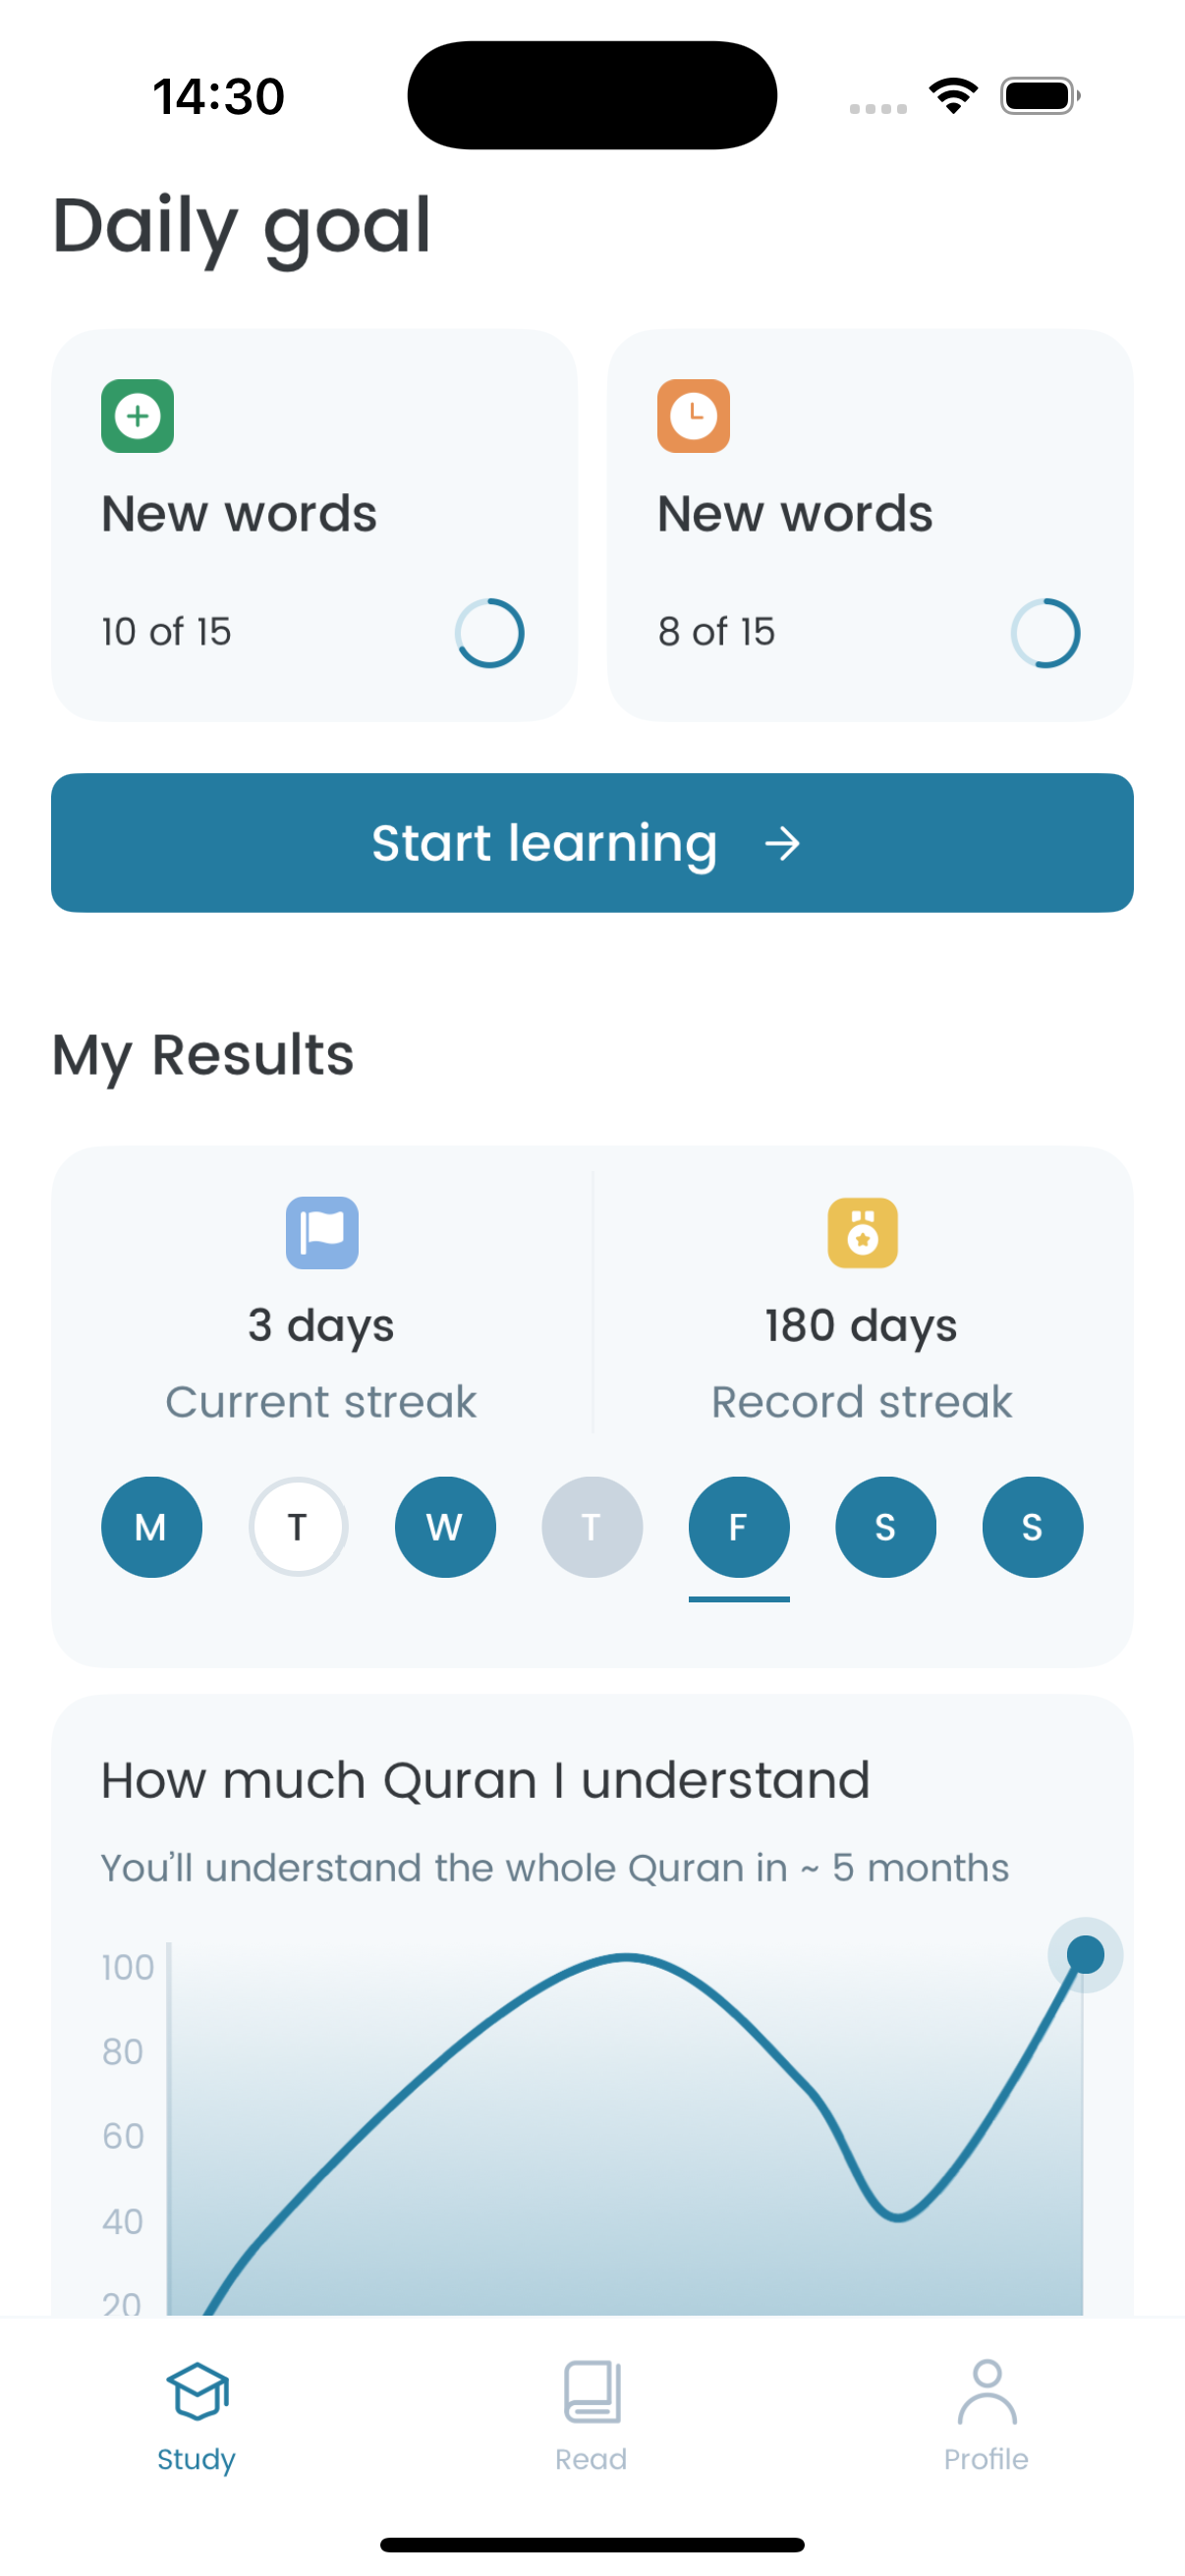 14:30
Daily goal
New words
10 of 15
New words
8 of 15
Start learning
My Results
3 days
Current streak
180 days
Record streak
M T W T F S S
How much Quran I understand
You'll understand the whole Quran in ~ 5 months
100
80
60
40
20
Study
Read
Profile